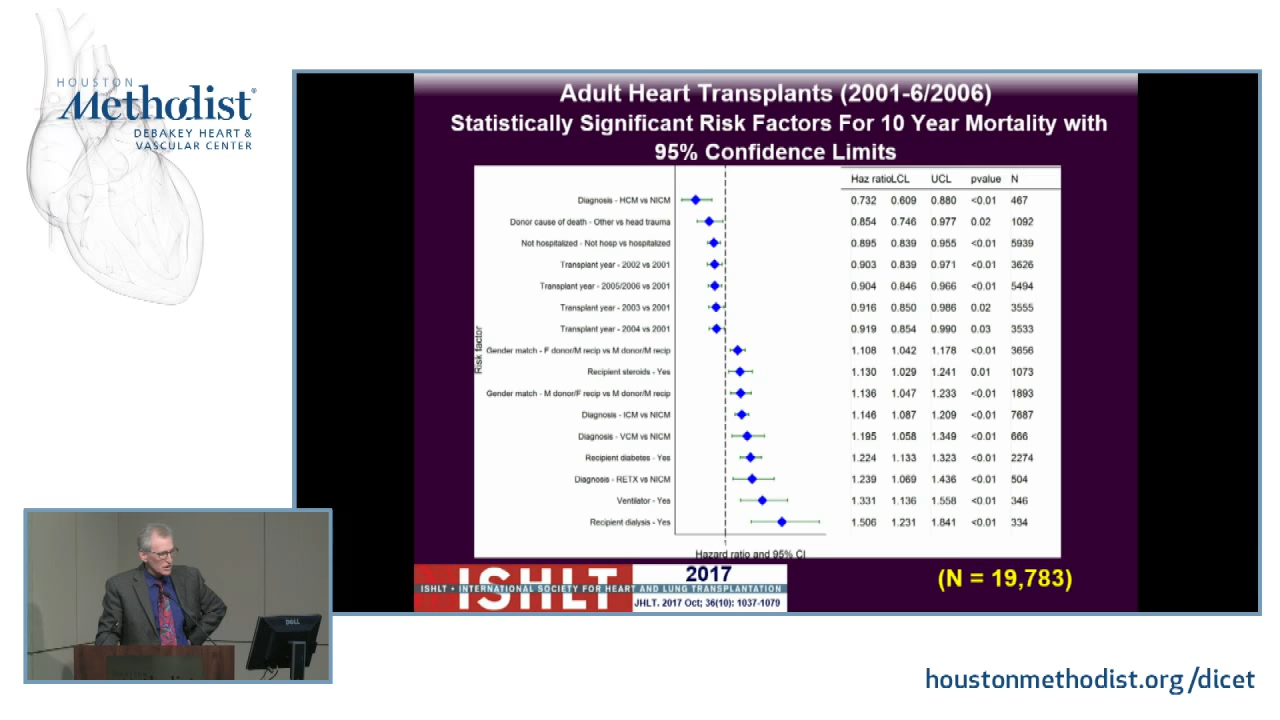 HOUSTON
Methodist®
DEBAKEY HEART &
VASCULAR CENTER
Adult Heart Transplants (2001-6/2006)
Statistically Significant Risk Factors For 10 Year Mortality with
95% Confidence Limits
Haz ratioLCL UCL pvalue N
Diagnosis - HCM vs NICM 0.732 0.609 0.880 <0.01 467
Donor cause of death - Other vs head trauma 0.854 0.746 0.977 0.02 1092
Not hospitalized - Not hosp vs hospitalized 0.895 0.839 0.955 <0.01 5939
Transplant year - 2002 vs 2001 0.903 0.839 0.971 <0.01 3626
Transplant year - 2005/2006 vs 2001 0.904 0.846 0.966 <0.01 5494
Transplant year - 2003 vs 2001 0.916 0.850 0.986 0.02 3555
Transplant year - 2004 vs 2001 0.919 0.854 0.990 0.03 3533
Risk factor
Gender match - F donor/M recip vs M donor/M recip 1.108 1.042 1.178 <0.01 3656
Recipient steroids - Yes 1.130 1.029 1.241 0.01 1073
Gender match - M donor/F recip vs M donor/M recip 1.136 1.047 1.233 <0.01 1893
Diagnosis - ICM vs NICM 1.146 1.087 1.209 <0.01 7687
Diagnosis - VCM vs NICM 1.195 1.058 1.349 <0.01 666
Recipient diabetes - Yes 1.224 1.133 1.323 <0.01 2274
Diagnosis - RETX vs NICM 1.239 1.069 1.436 <0.01 504
Ventilator - Yes 1.331 1.136 1.558 <0.01 346
Recipient dialysis - Yes 1.506 1.231 1.841 <0.01 334
Hazard ratio and 95% CI
ISHLT
2017
ISHLT • INTERNATIONAL SOCIETY FOR HEART AND LUNG TRANSPLANTATION
JHLT. 2017 Oct; 36(10): 1037-1079
(N = 19,783)
DELL
houstonmethodist.org/dicet